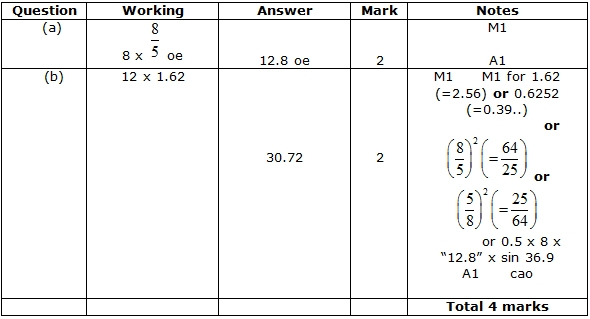 Question Working Answer Mark Notes
(a) 8 x 8/5 oe 12.8 oe 2 M1
A1
(b) 12 x 1.62 30.72 2 M1 M1 for 1.62
(=2.56) or 0.6252
(=0.39..)
or
(8/5)² (= 64/25)
or
(5/8)² (= 25/64)
or 0.5 x 8 x
“12.8” x sin 36.9
A1 cao
Total 4 marks